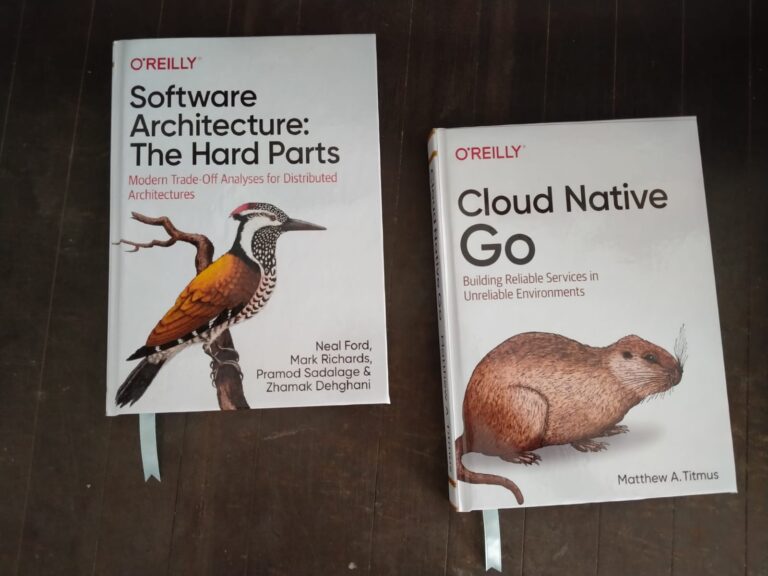 O'REILLY
Software
Architecture:
The Hard Parts
Modern Trade-Off Analyses for Distributed
Architectures
Neal Ford,
Mark Richards,
Pramod Sadalage &
Zhamak Dehghani
O'REILLY
Cloud Native
Go
Building Reliable Services in
Unreliable Environments
Matthew A. Titmus